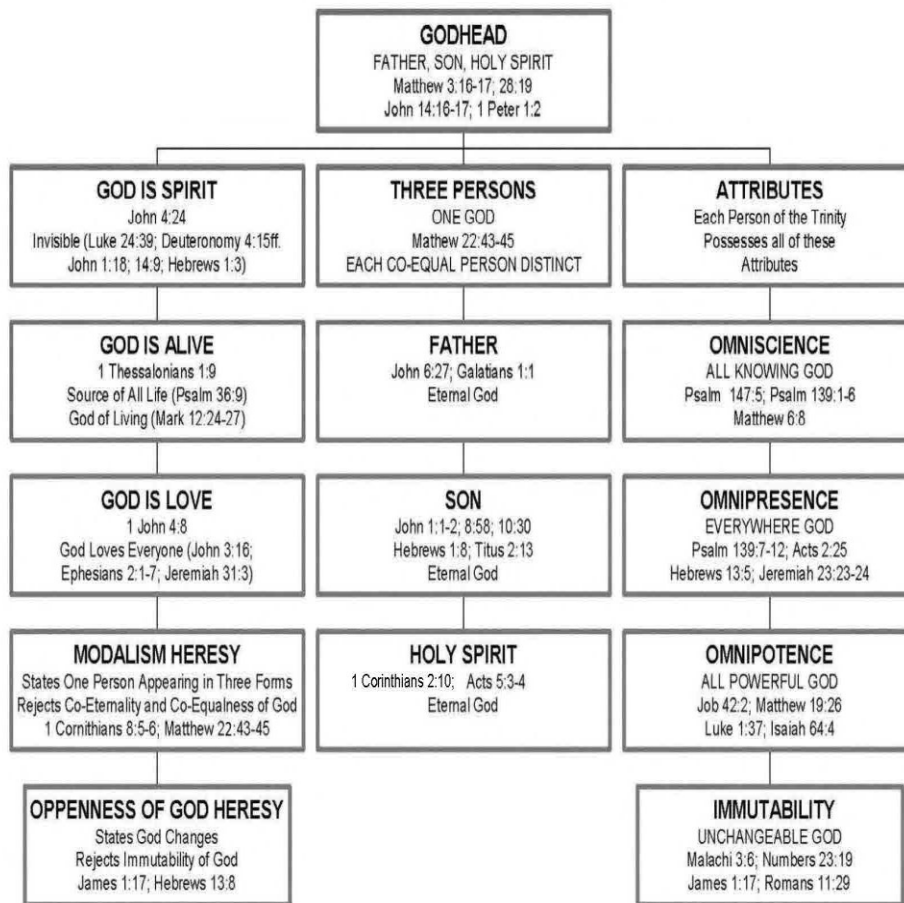 GODHEAD
FATHER, SON, HOLY SPIRIT
Matthew 3:16-17; 28:19
John 14:16-17; 1 Peter 1:2
GOD IS SPIRIT
John 4:24
Invisible (Luke 24:39; Deuteronomy 4:15ff.
John 1:18; 14:9; Hebrews 1:3)
THREE PERSONS
ONE GOD
Mathew 22:43-45
EACH CO-EQUAL PERSON DISTINCT
ATTRIBUTES
Each Person of the Trinity
Possesses all of these
Attributes
GOD IS ALIVE
1 Thessalonians 1:9
Source of All Life (Psalm 36:9)
God of Living (Mark 12:24-27)
FATHER
John 6:27; Galatians 1:1
Eternal God
OMNISCIENCE
ALL KNOWING GOD
Psalm 147:5; Psalm 139:1-6
Matthew 6:8
GOD IS LOVE
1 John 4:8
God Loves Everyone (John 3:16;
Ephesians 2:1-7; Jeremiah 31:3)
SON
John 1:1-2; 8:58; 10:30
Hebrews 1:8; Titus 2:13
Eternal God
OMNIPRESENCE
EVERYWHERE GOD
Psalm 139:7-12; Acts 2:25
Hebrews 13:5; Jeremiah 23:23-24
MODALISM HERESY
States One Person Appearing in Three Forms
Rejects Co-Eternality and Co-Equalness of God
1 Cornithians 8:5-6; Matthew 22:43-45
HOLY SPIRIT
1 Corinthians 2:10; Acts 5:3-4
Eternal God
OMNIPOTENCE
ALL POWERFUL GOD
Job 42:2; Matthew 19:26
Luke 1:37; Isaiah 64:4
OPPENNESS OF GOD HERESY
States God Changes
Rejects Immutability of God
James 1:17; Hebrews 13:8
IMMUTABILITY
UNCHANGEABLE GOD
Malachi 3:6; Numbers 23:19
James 1:17; Romans 11:29